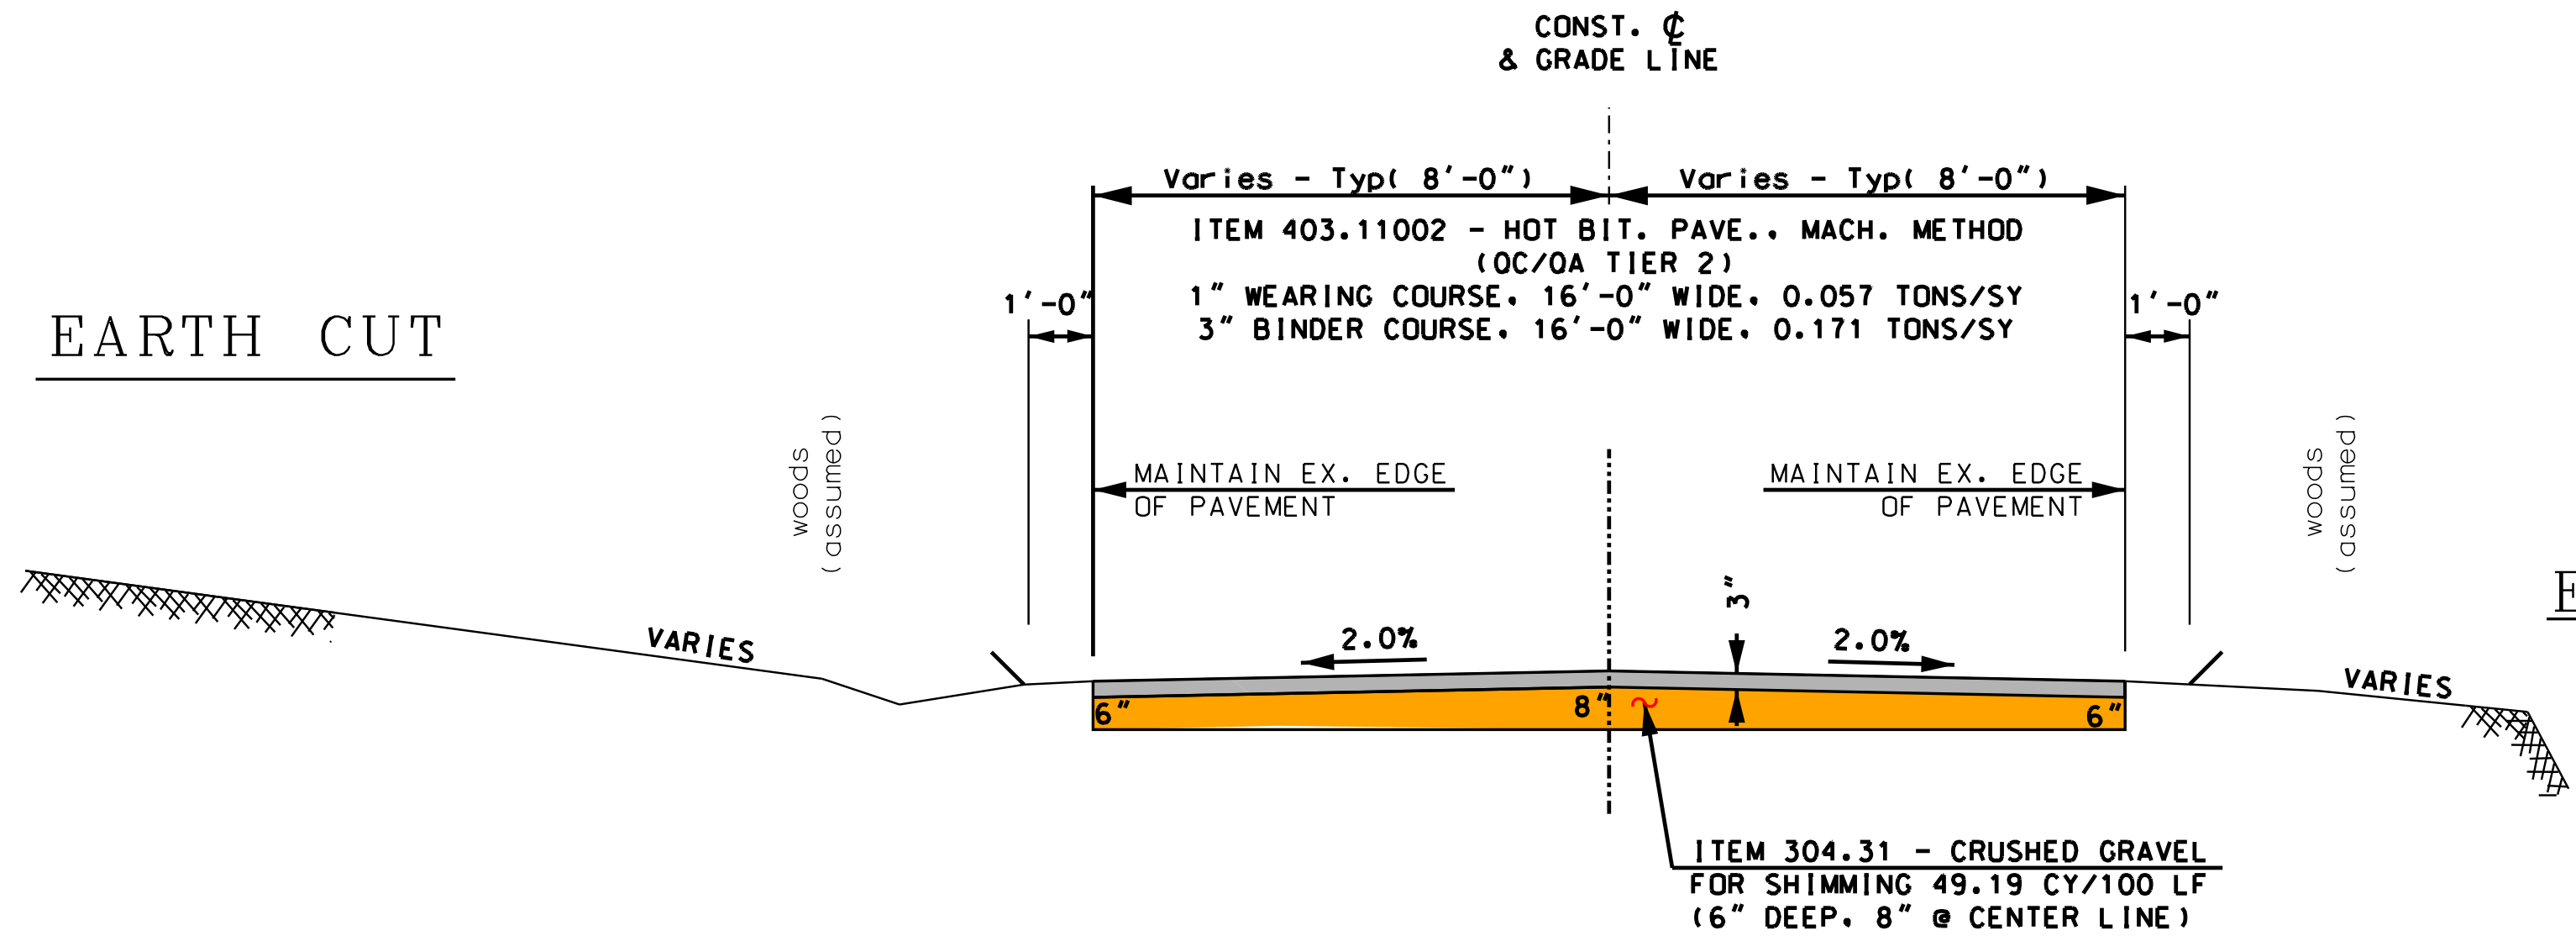 CONST. ℄
& GRADE LINE
Varies - Typ( 8'-0")
Varies - Typ( 8'-0")
ITEM 403.11002 - HOT BIT. PAVE., MACH. METHOD
(QC/QA TIER 2)
1" WEARING COURSE, 16'-0" WIDE, 0.057 TONS/SY
3" BINDER COURSE, 16'-0" WIDE, 0.171 TONS/SY
1'-0"
1'-0"
EARTH CUT
woods
(assumed)
woods
(assumed)
MAINTAIN EX. EDGE
OF PAVEMENT
MAINTAIN EX. EDGE
OF PAVEMENT
E
3"
VARIES
2.0%
2.0%
VARIES
6"
8"
6"
ITEM 304.31 - CRUSHED GRAVEL
FOR SHIMMING 49.19 CY/100 LF
(6" DEEP, 8" @ CENTER LINE)